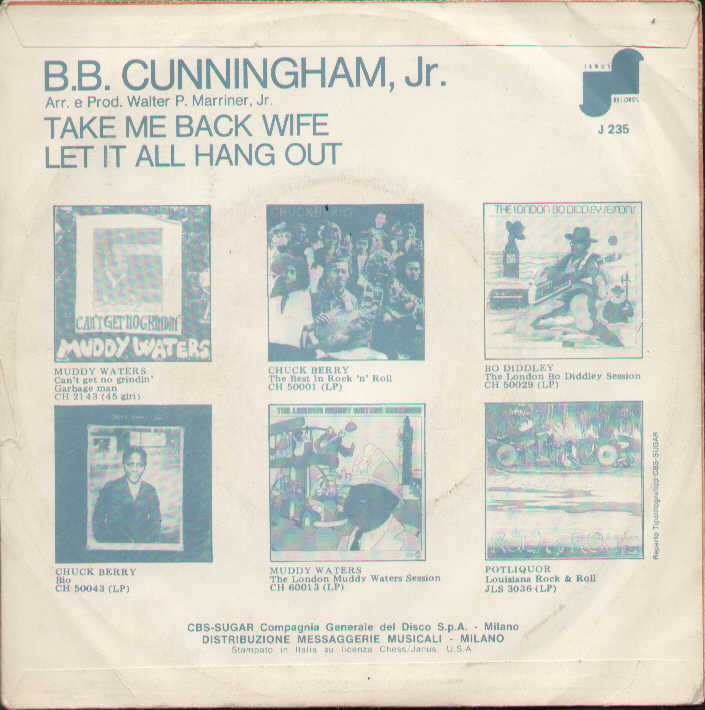 B.B. CUNNINGHAM, Jr.
Arr. e Prod. Walter P. Marriner, Jr.
TAKE ME BACK WIFE
LET IT ALL HANG OUT
JANUS
RECORDS
J 235
CAN'T GET NO GRINDIN'
MUDDY WATERS
MUDDY WATERS
Can't get no grindin'
Garbage man
CH 2143 (45 giri)
CHUCK BERRY
CHUCK BERRY
The Best In Rock 'n' Roll
CH 50001 (LP)
THE LONDON BO DIDDLEY SESSIONS
BO DIDDLEY
The London Bo Diddley Session
CH 50029 (LP)
CHUCK BERRY
Bio
CH 50043 (LP)
THE LONDON MUDDY WATERS SESSIONS
MUDDY WATERS
The London Muddy Waters Session
CH 60013 (LP)
POTLIQUOR
Louisiana Rock & Roll
JLS 3036 (LP)
Reparto Tipolitografico CBS-SUGAR
CBS-SUGAR Compagnia Generale del Disco S.p.A. - Milano
DISTRIBUZIONE MESSAGGERIE MUSICALI - MILANO
Stampato in Italia su licenza Chess/Janus, U.S.A.